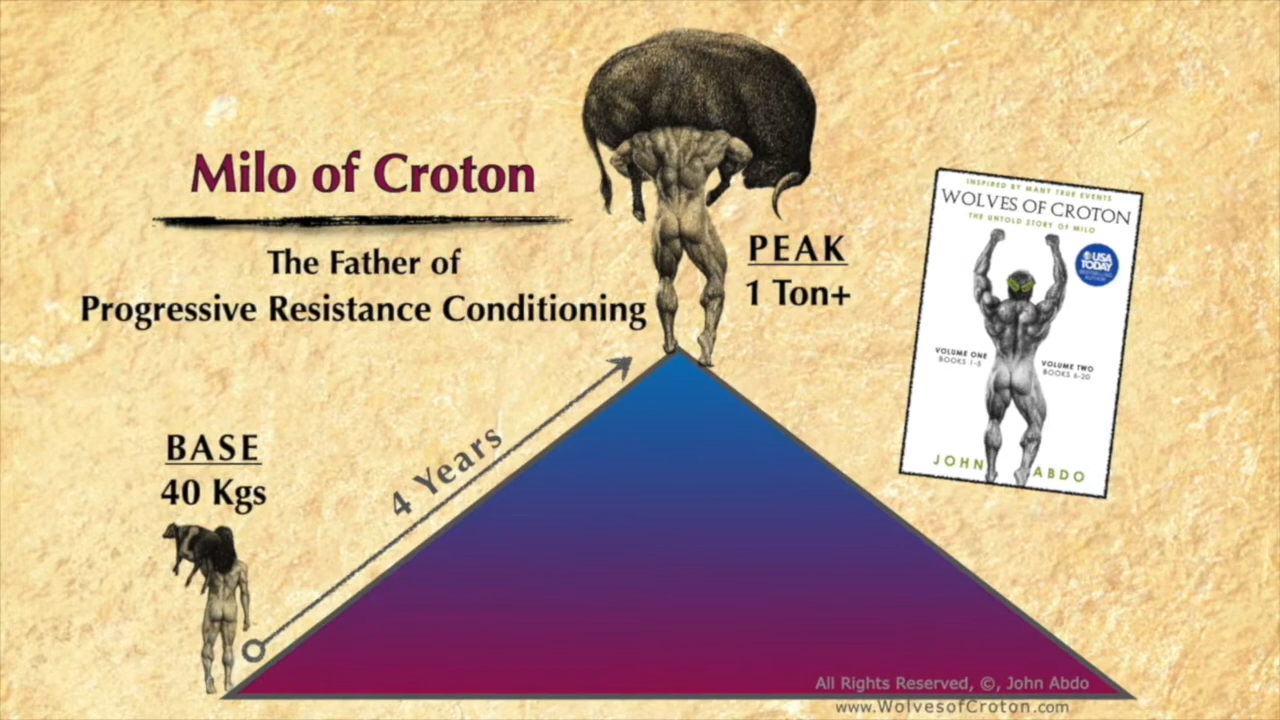 Milo of Croton
The Father of
Progressive Resistance Conditioning
PEAK
1 Ton+
BASE
40 Kgs
4 Years
INSPIRED BY MANY TRUE EVENTS
WOLVES OF CROTON
THE UNTOLD STORY OF MILO
USA
TODAY
BESTSELLING
AUTHOR
VOLUME ONE
BOOKS 1-5
VOLUME TWO
BOOKS 6-20
JOHN ABDO
All Rights Reserved, ©, John Abdo
www.WolvesofCroton.com